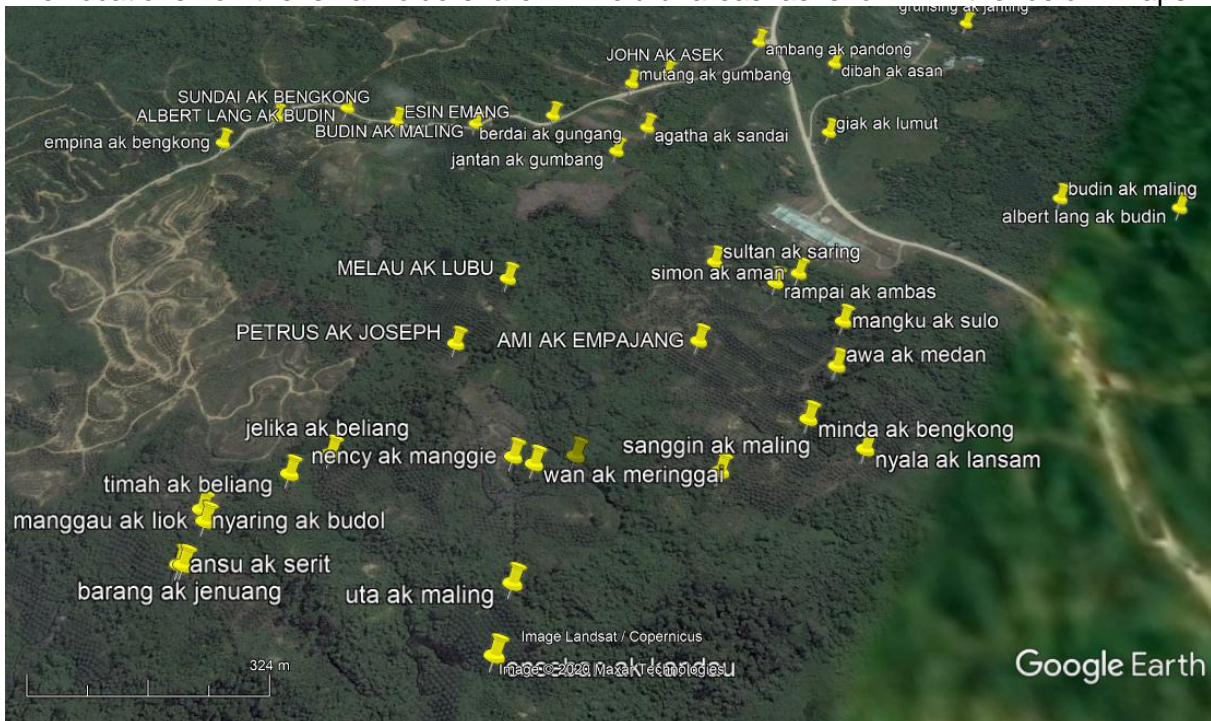 grunsing ak janting
ambang ak pandong
JOHN AK ASEK
dibah ak asan
mutang ak gumbang
SUNDAI AK BENGKONG
ALBERT LANG AK BUDIN
ESIN EMANG
BUDIN AK MALING
berdai ak gungang
empina ak bengkong
agatha ak sandai
giak ak lumut
jantan ak gumbang
budin ak maling
albert lang ak budin
sultan ak saring
MELAU AK LUBU
simon ak aman
rampai ak ambas
mangku ak sulo
PETRUS AK JOSEPH
AMI AK EMPAJANG
awa ak medan
jelika ak beliang
minda ak bengkong
nency ak manggie
sanggin ak maling
nyala ak lansam
wan ak meringgai
timah ak beliang
manggau ak liok
nyaring ak budol
ansu ak serit
barang ak jenuang
uta ak maling
Image Landsat / Copernicus
Image © 2020 Maxar Technologies
324 m
Google Earth